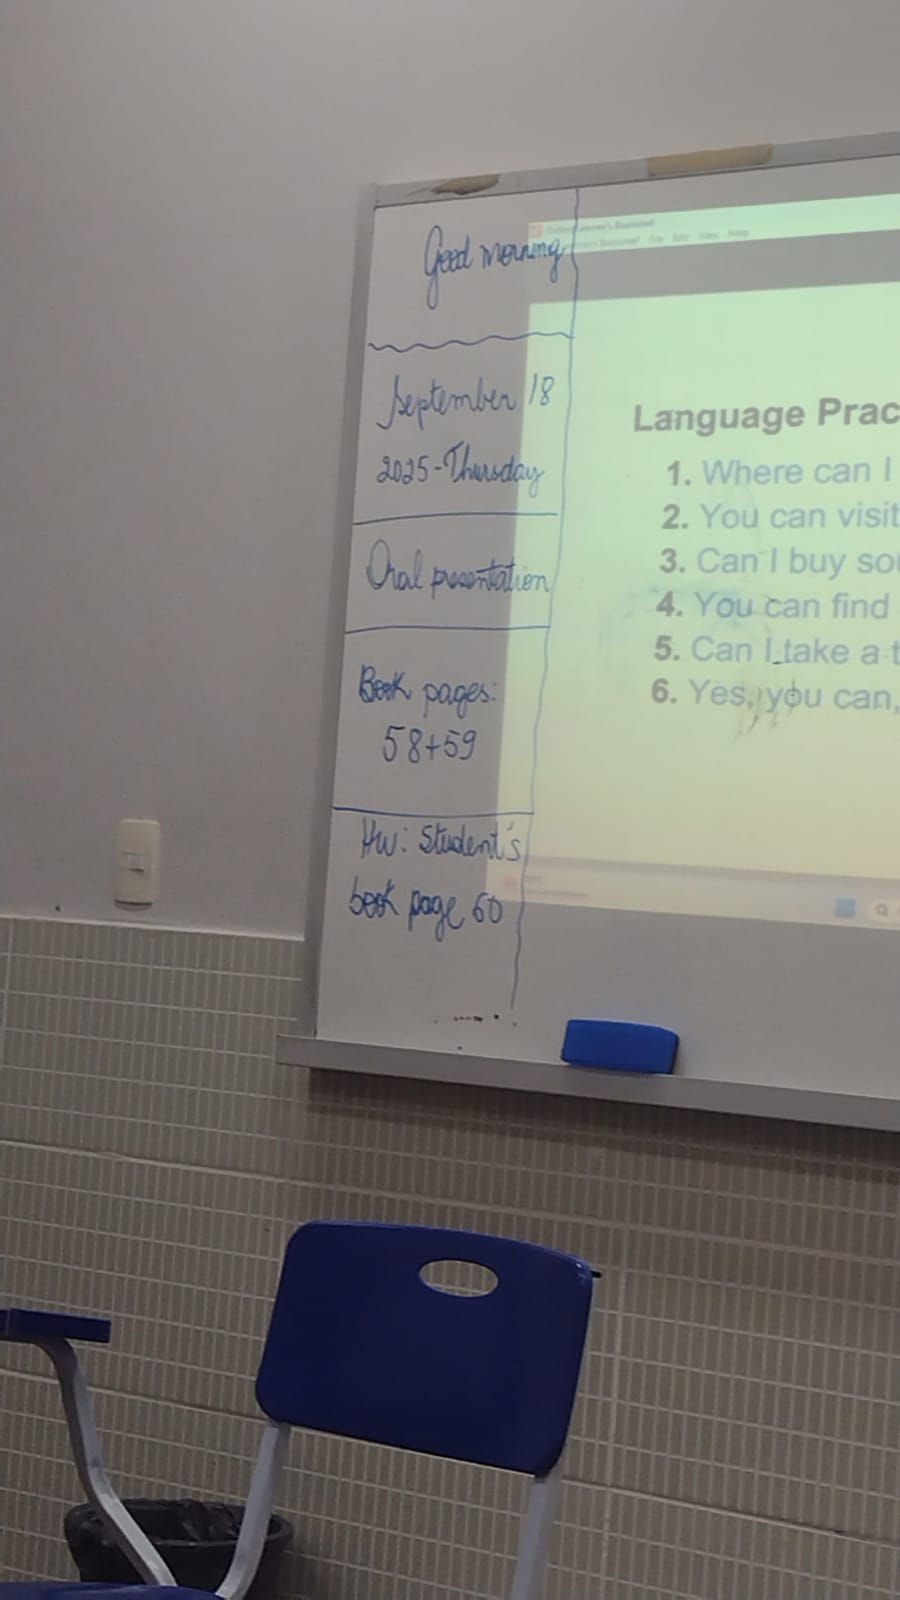 Good morning
September 18
2025-Thursday
Oral presentation
Book pages:
58+59
Hw: Student's
book page 60
File Edit View Help
Language Prac
1. Where can I
2. You can visit
3. Can I buy so
4. You can find
5. Can I take a t
6. Yes, you can,